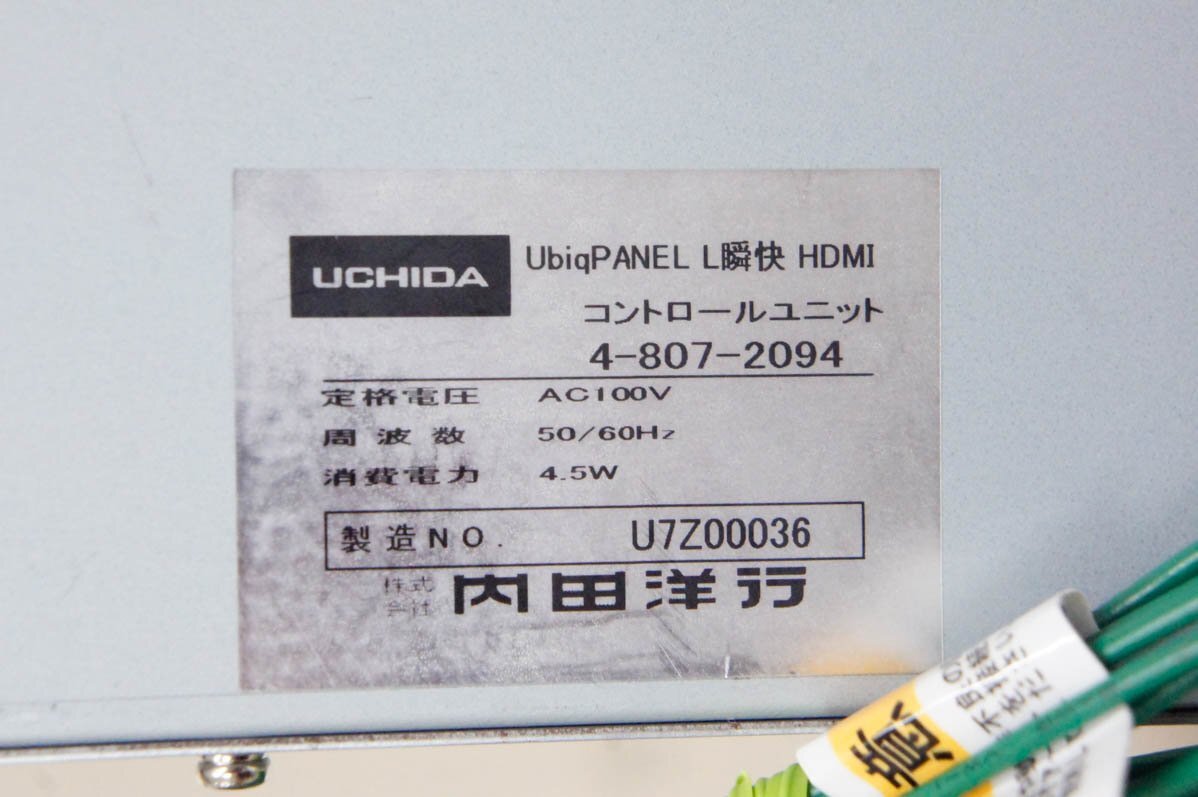 UCHIDA
UbiqPANEL L瞬快 HDMI
コントロールユニット
4-807-2094
定格電圧 AC100V
周波数 50/60Hz
消費電力 4.5W
製造NO. U7Z00036
株式会社 内田洋行
意